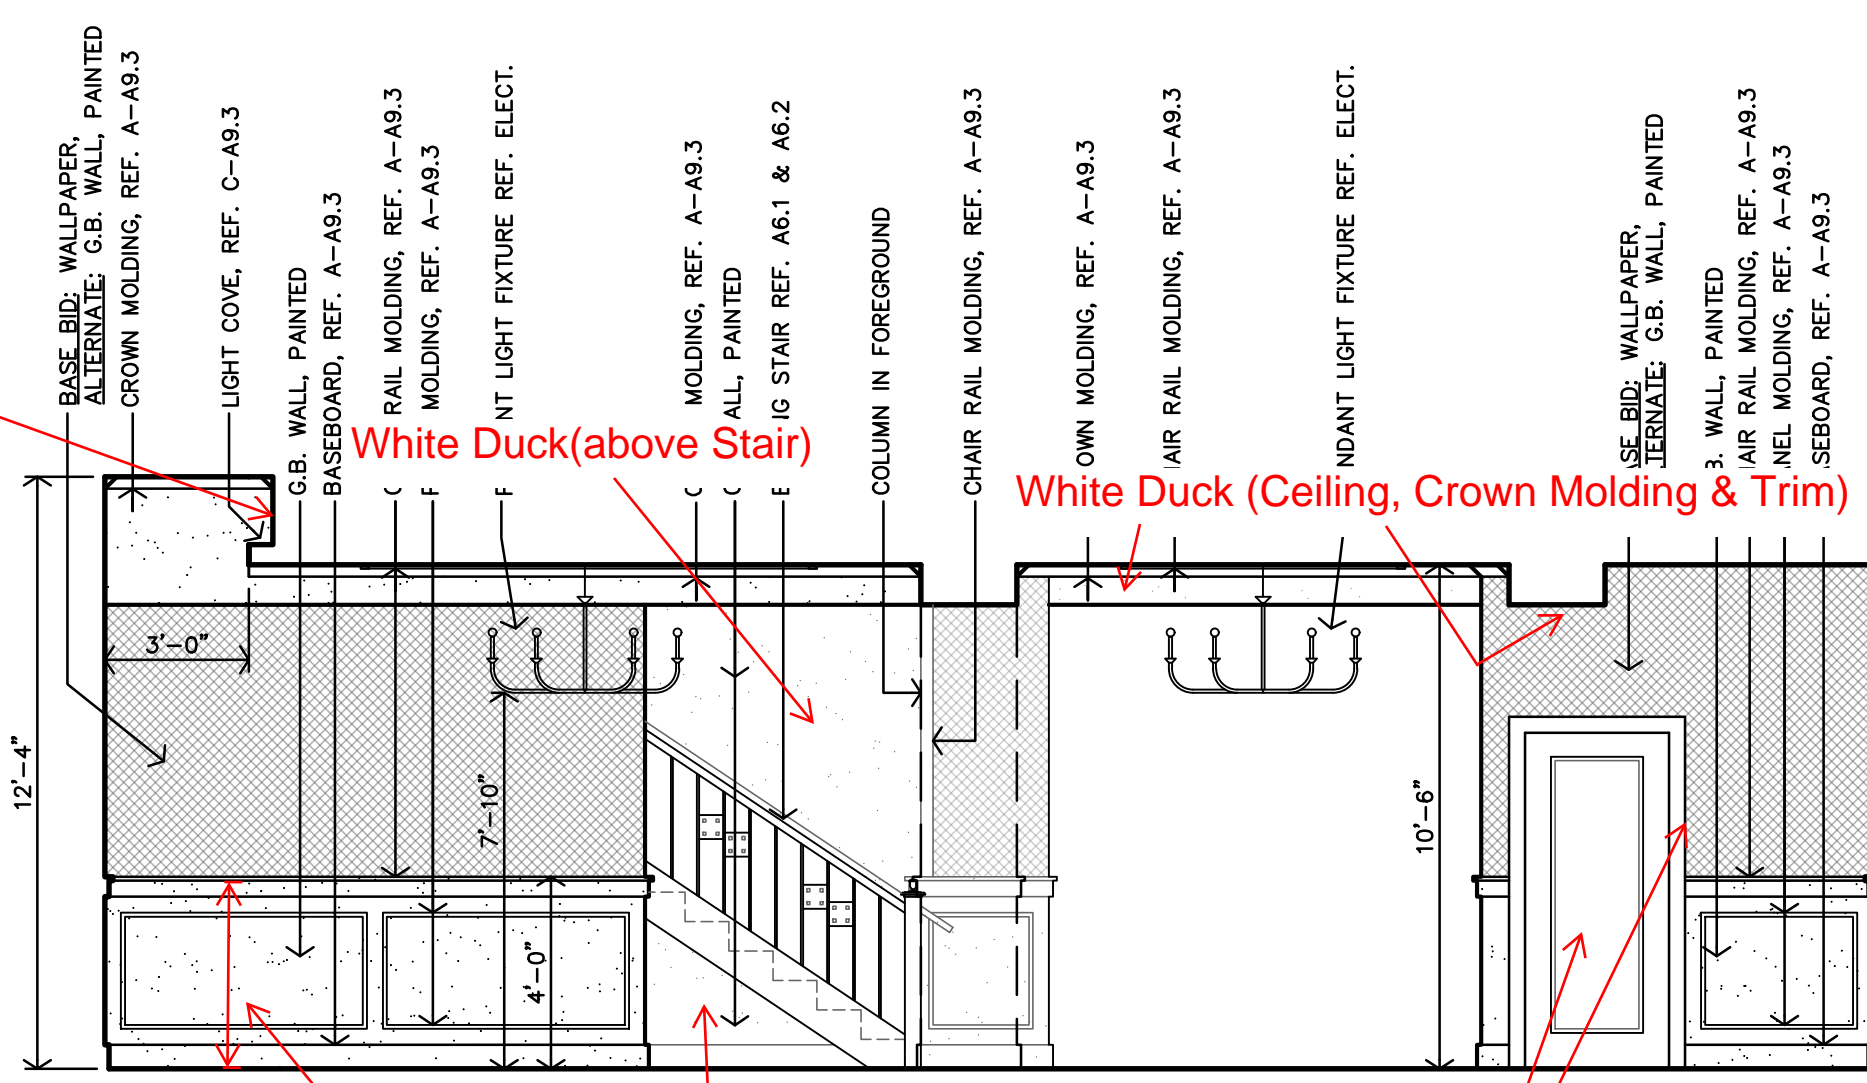 BASE BID: WALLPAPER,
ALTERNATE: G.B. WALL, PAINTED
CROWN MOLDING, REF. A-A9.3
LIGHT COVE, REF. C-A9.3
G.B. WALL, PAINTED
BASEBOARD, REF. A-A9.3
RAIL MOLDING, REF. A-A9.3
MOLDING, REF. A-A9.3
NT LIGHT FIXTURE REF. ELECT.
MOLDING, REF. A-A9.3
ALL, PAINTED
IG STAIR REF. A6.1 & A6.2
COLUMN IN FOREGROUND
CHAIR RAIL MOLDING, REF. A-A9.3
OWN MOLDING, REF. A-A9.3
AIR RAIL MOLDING, REF. A-A9.3
NDANT LIGHT FIXTURE REF. ELECT.
ASE BID: WALLPAPER,
TERNATE: G.B. WALL, PAINTED
B. WALL, PAINTED
AIR RAIL MOLDING, REF. A-A9.3
NEL MOLDING, REF. A-A9.3
SEBOARD, REF. A-A9.3
White Duck(above Stair)
White Duck (Ceiling, Crown Molding & Trim)
3'-0"
12'-4"
7'-10"
4'-0"
10'-6"